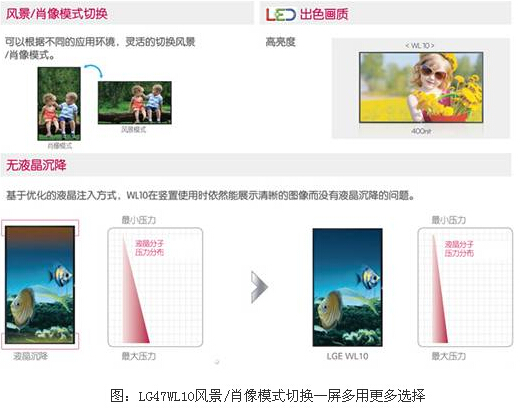 风景/肖像模式切换
LED 出色画质
可以根据不同的应用环境，灵活的切换风景
/肖像模式。
肖像模式
风景模式
高亮度
< WL 10 >
400nit
无液晶沉降
基于优化的液晶注入方式，WL10在竖置使用时依然能展示清晰的图像而没有液晶沉降的问题。
液晶沉降
最小压力
液晶分子
压力分布
最大压力
LGE WL10
最小压力
液晶分子
压力分布
最大压力
图：LG47WL10风景/肖像模式切换一屏多用更多选择